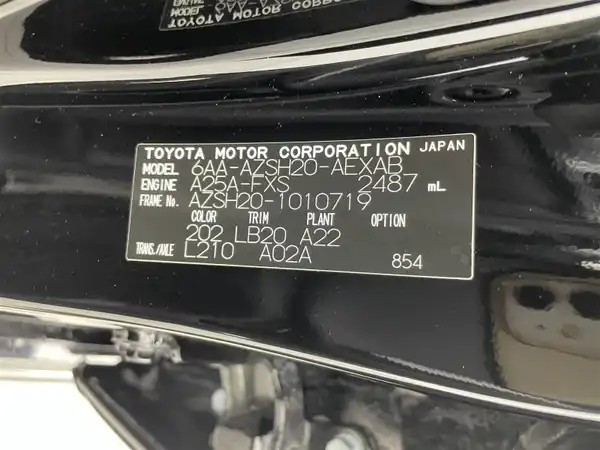 TOYOTA MOTOR CORPORATION JAPAN
MODEL 6AA-AZSH20-AEXAB
ENGINE A25A-FXS 2487 mL
FRAME No. AZSH20-1010719
COLOR TRIM PLANT OPTION
202 LB20 A22
TRANS./AXLE L210 A02A
854